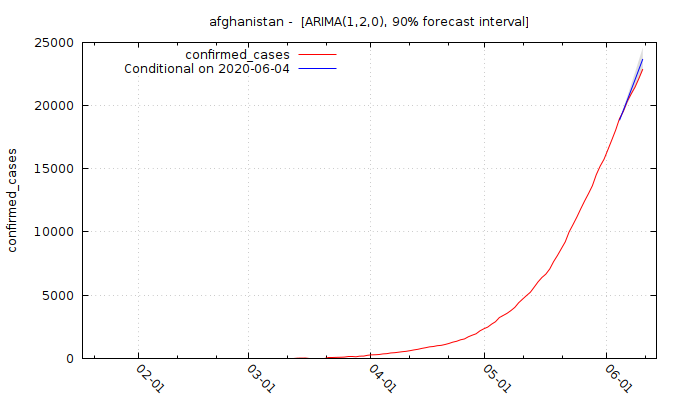 afghanistan -  [ARIMA(1,2,0), 90% forecast interval]
25000
20000
15000
10000
5000
0
confirmed_cases
confirmed_cases
Conditional on 2020-06-04
02-01
03-01
04-01
05-01
06-01